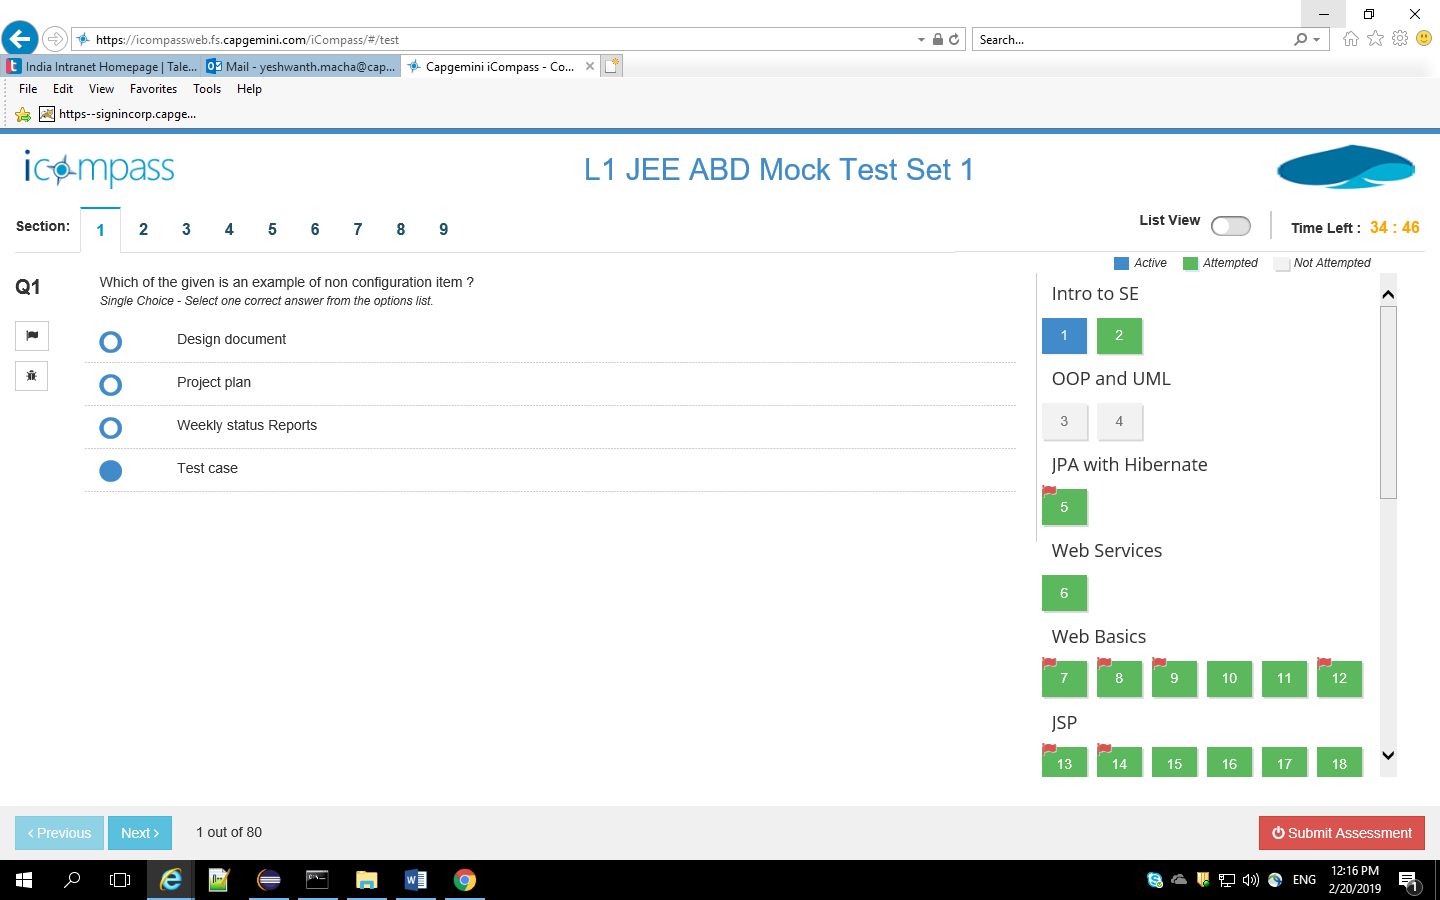 https://icompassweb.fs.capgemini.com/iCompass/#/test
Search...
India Intranet Homepage | Tale...
Mail - yeshwanth.macha@cap...
Capgemini iCompass - Co...
File Edit View Favorites Tools Help
https--signincorp.capge...
icompass
L1 JEE ABD Mock Test Set 1
Section: 1 2 3 4 5 6 7 8 9
List View
Time Left : 34 : 46
Active Attempted Not Attempted
Q1
Which of the given is an example of non configuration item ?
Single Choice - Select one correct answer from the options list.
Design document
Project plan
Weekly status Reports
Test case
Intro to SE
1 2
OOP and UML
3 4
JPA with Hibernate
5
Web Services
6
Web Basics
7 8 9 10 11 12
JSP
13 14 15 16 17 18
‹ Previous
Next ›
1 out of 80
Submit Assessment
ENG
12:16 PM
2/20/2019
1